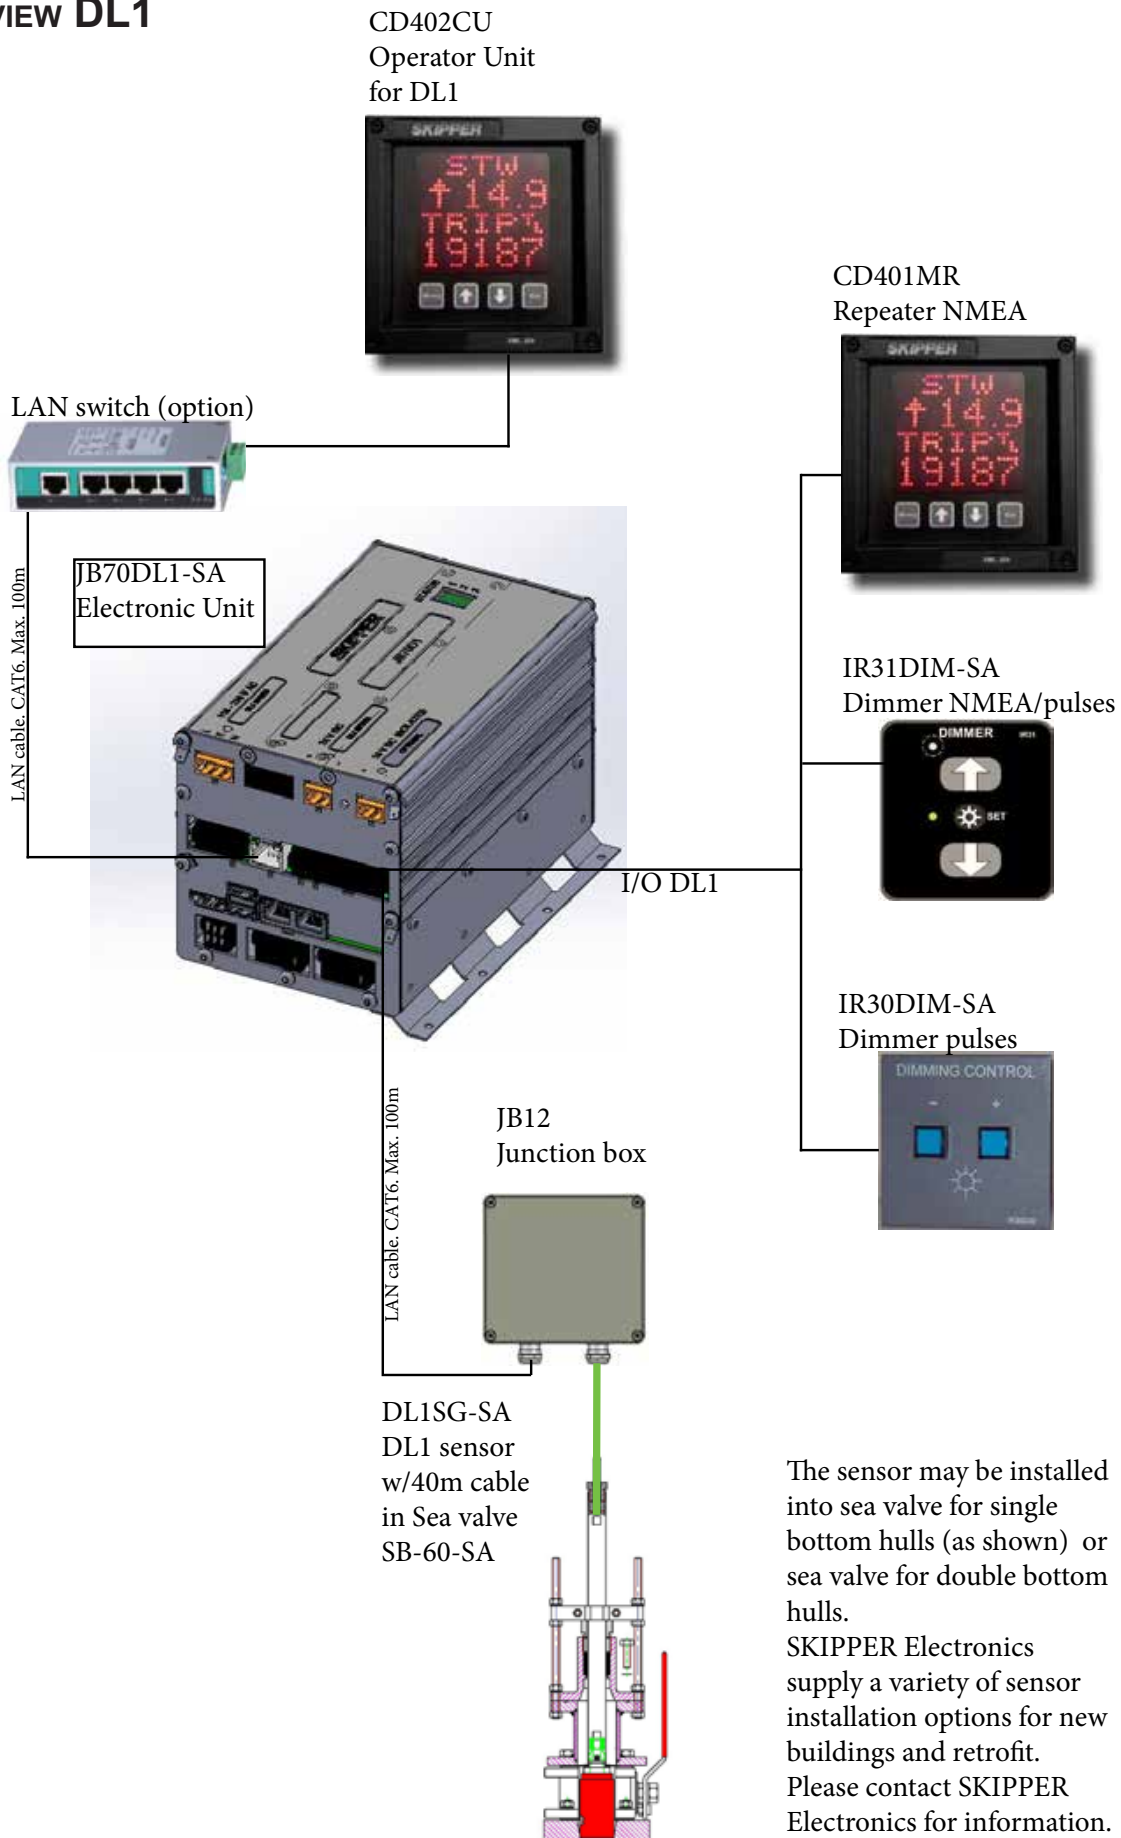 VIEW DL1
CD402CU
Operator Unit
for DL1
SKIPPER
STW
↑14.9
TRIP%
19187
CD401MR
Repeater NMEA
SKIPPER
STW
↑14.9
TRIP%
19187
LAN switch (option)
LAN cable. CAT6. Max. 100m
JB70DL1-SA
Electronic Unit
SKIPPER
JB70D1
IR31DIM-SA
Dimmer NMEA/pulses
DIMMER IR31
SET
I/O DL1
IR30DIM-SA
Dimmer pulses
DIMMING CONTROL
- +
LAN cable. CAT6. Max. 100m
JB12
Junction box
DL1SG-SA
DL1 sensor
w/40m cable
in Sea valve
SB-60-SA
The sensor may be installed
into sea valve for single
bottom hulls (as shown) or
sea valve for double bottom
hulls.
SKIPPER Electronics
supply a variety of sensor
installation options for new
buildings and retrofit.
Please contact SKIPPER
Electronics for information.